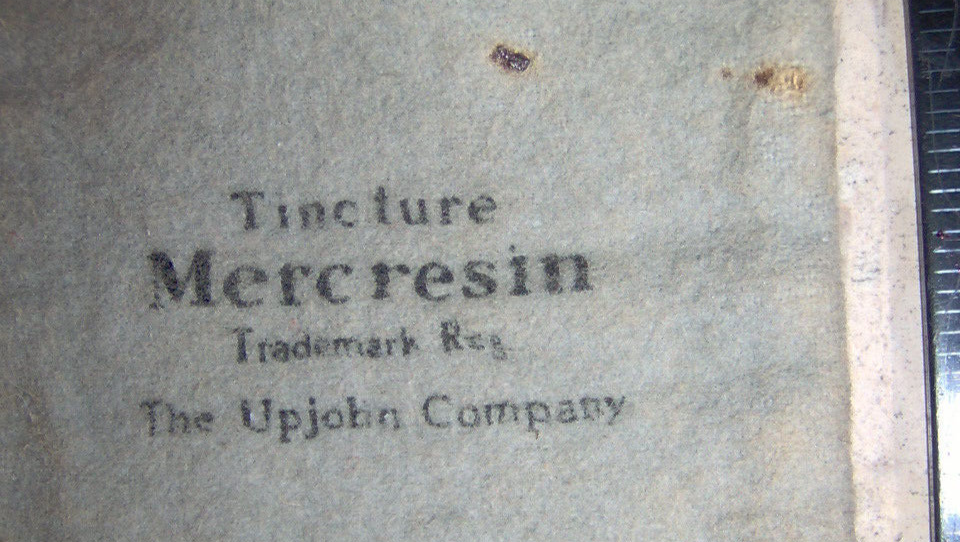 Tincture
Mercresin
Trademark Reg
The Upjohn Company